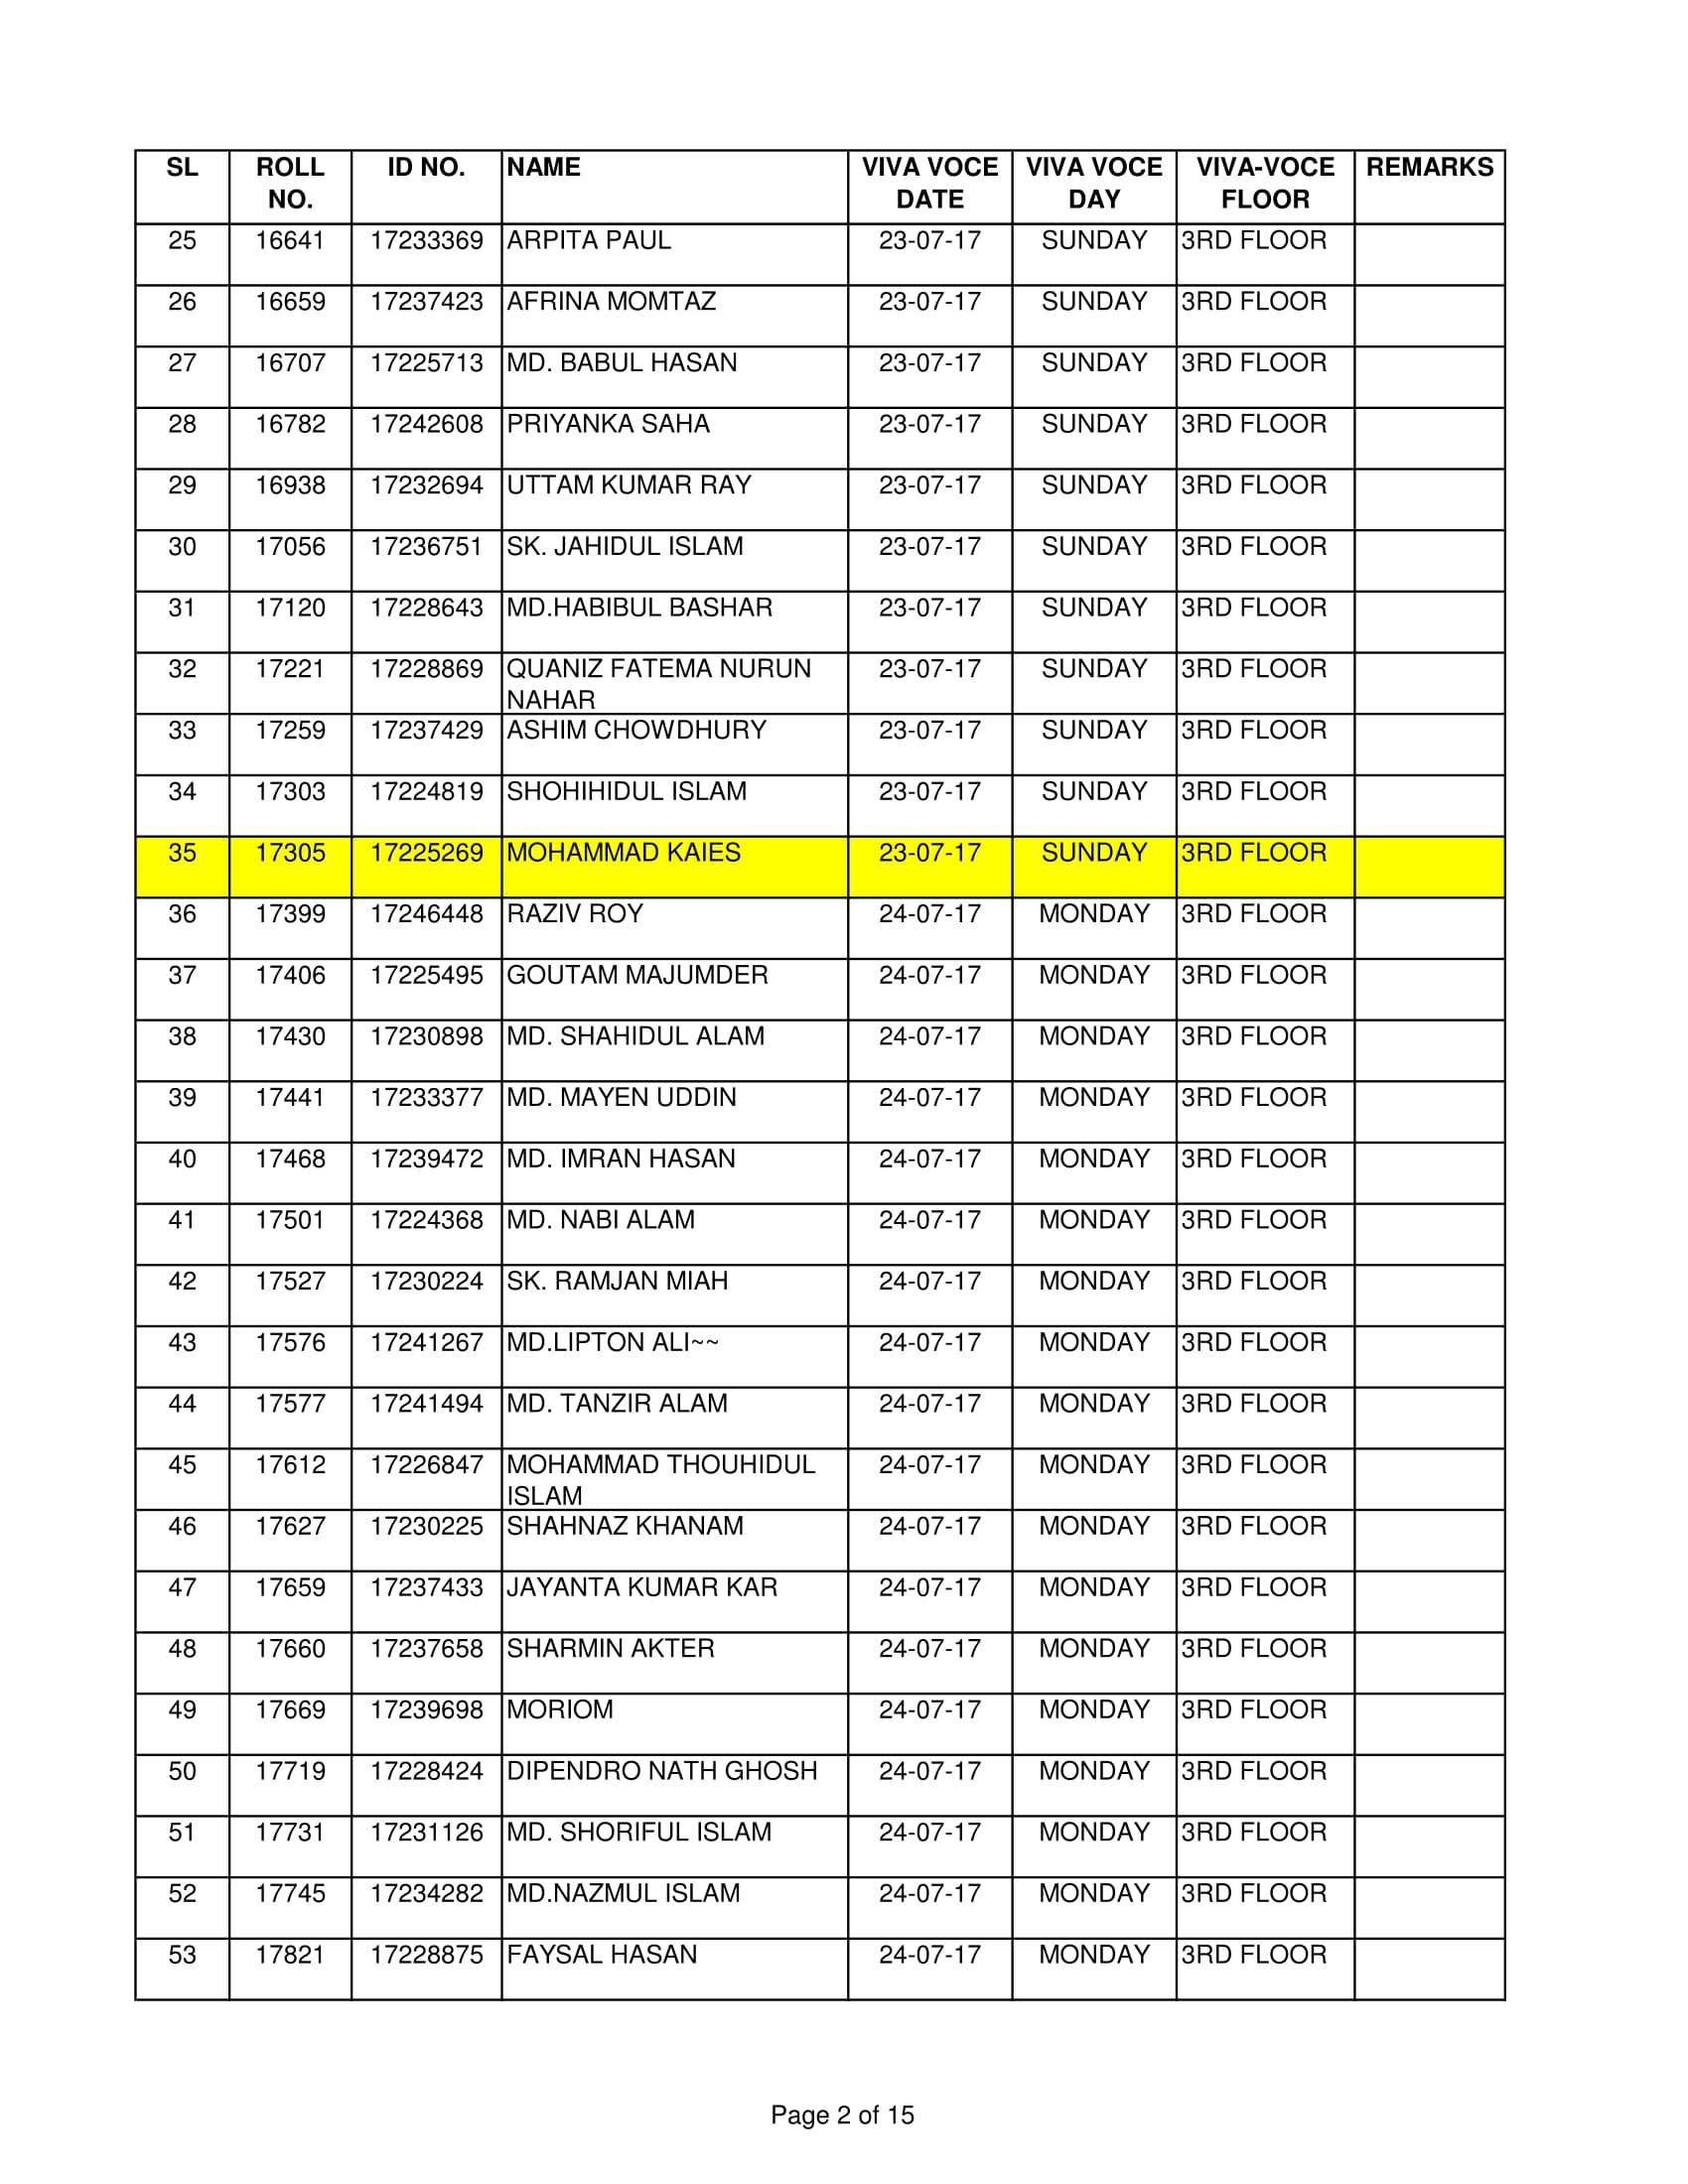 SL ROLL NO. ID NO. NAME VIVA VOCE DATE VIVA VOCE DAY VIVA-VOCE FLOOR REMARKS
25 16641 17233369 ARPITA PAUL 23-07-17 SUNDAY 3RD FLOOR
26 16659 17237423 AFRINA MOMTAZ 23-07-17 SUNDAY 3RD FLOOR
27 16707 17225713 MD. BABUL HASAN 23-07-17 SUNDAY 3RD FLOOR
28 16782 17242608 PRIYANKA SAHA 23-07-17 SUNDAY 3RD FLOOR
29 16938 17232694 UTTAM KUMAR RAY 23-07-17 SUNDAY 3RD FLOOR
30 17056 17236751 SK. JAHIDUL ISLAM 23-07-17 SUNDAY 3RD FLOOR
31 17120 17228643 MD.HABIBUL BASHAR 23-07-17 SUNDAY 3RD FLOOR
32 17221 17228869 QUANIZ FATEMA NURUN NAHAR 23-07-17 SUNDAY 3RD FLOOR
33 17259 17237429 ASHIM CHOWDHURY 23-07-17 SUNDAY 3RD FLOOR
34 17303 17224819 SHOHIHIDUL ISLAM 23-07-17 SUNDAY 3RD FLOOR
35 17305 17225269 MOHAMMAD KAIES 23-07-17 SUNDAY 3RD FLOOR
36 17399 17246448 RAZIV ROY 24-07-17 MONDAY 3RD FLOOR
37 17406 17225495 GOUTAM MAJUMDER 24-07-17 MONDAY 3RD FLOOR
38 17430 17230898 MD. SHAHIDUL ALAM 24-07-17 MONDAY 3RD FLOOR
39 17441 17233377 MD. MAYEN UDDIN 24-07-17 MONDAY 3RD FLOOR
40 17468 17239472 MD. IMRAN HASAN 24-07-17 MONDAY 3RD FLOOR
41 17501 17224368 MD. NABI ALAM 24-07-17 MONDAY 3RD FLOOR
42 17527 17230224 SK. RAMJAN MIAH 24-07-17 MONDAY 3RD FLOOR
43 17576 17241267 MD.LIPTON ALI~~ 24-07-17 MONDAY 3RD FLOOR
44 17577 17241494 MD. TANZIR ALAM 24-07-17 MONDAY 3RD FLOOR
45 17612 17226847 MOHAMMAD THOUHIDUL ISLAM 24-07-17 MONDAY 3RD FLOOR
46 17627 17230225 SHAHNAZ KHANAM 24-07-17 MONDAY 3RD FLOOR
47 17659 17237433 JAYANTA KUMAR KAR 24-07-17 MONDAY 3RD FLOOR
48 17660 17237658 SHARMIN AKTER 24-07-17 MONDAY 3RD FLOOR
49 17669 17239698 MORIOM 24-07-17 MONDAY 3RD FLOOR
50 17719 17228424 DIPENDRO NATH GHOSH 24-07-17 MONDAY 3RD FLOOR
51 17731 17231126 MD. SHORIFUL ISLAM 24-07-17 MONDAY 3RD FLOOR
52 17745 17234282 MD.NAZMUL ISLAM 24-07-17 MONDAY 3RD FLOOR
53 17821 17228875 FAYSAL HASAN 24-07-17 MONDAY 3RD FLOOR
Page 2 of 15